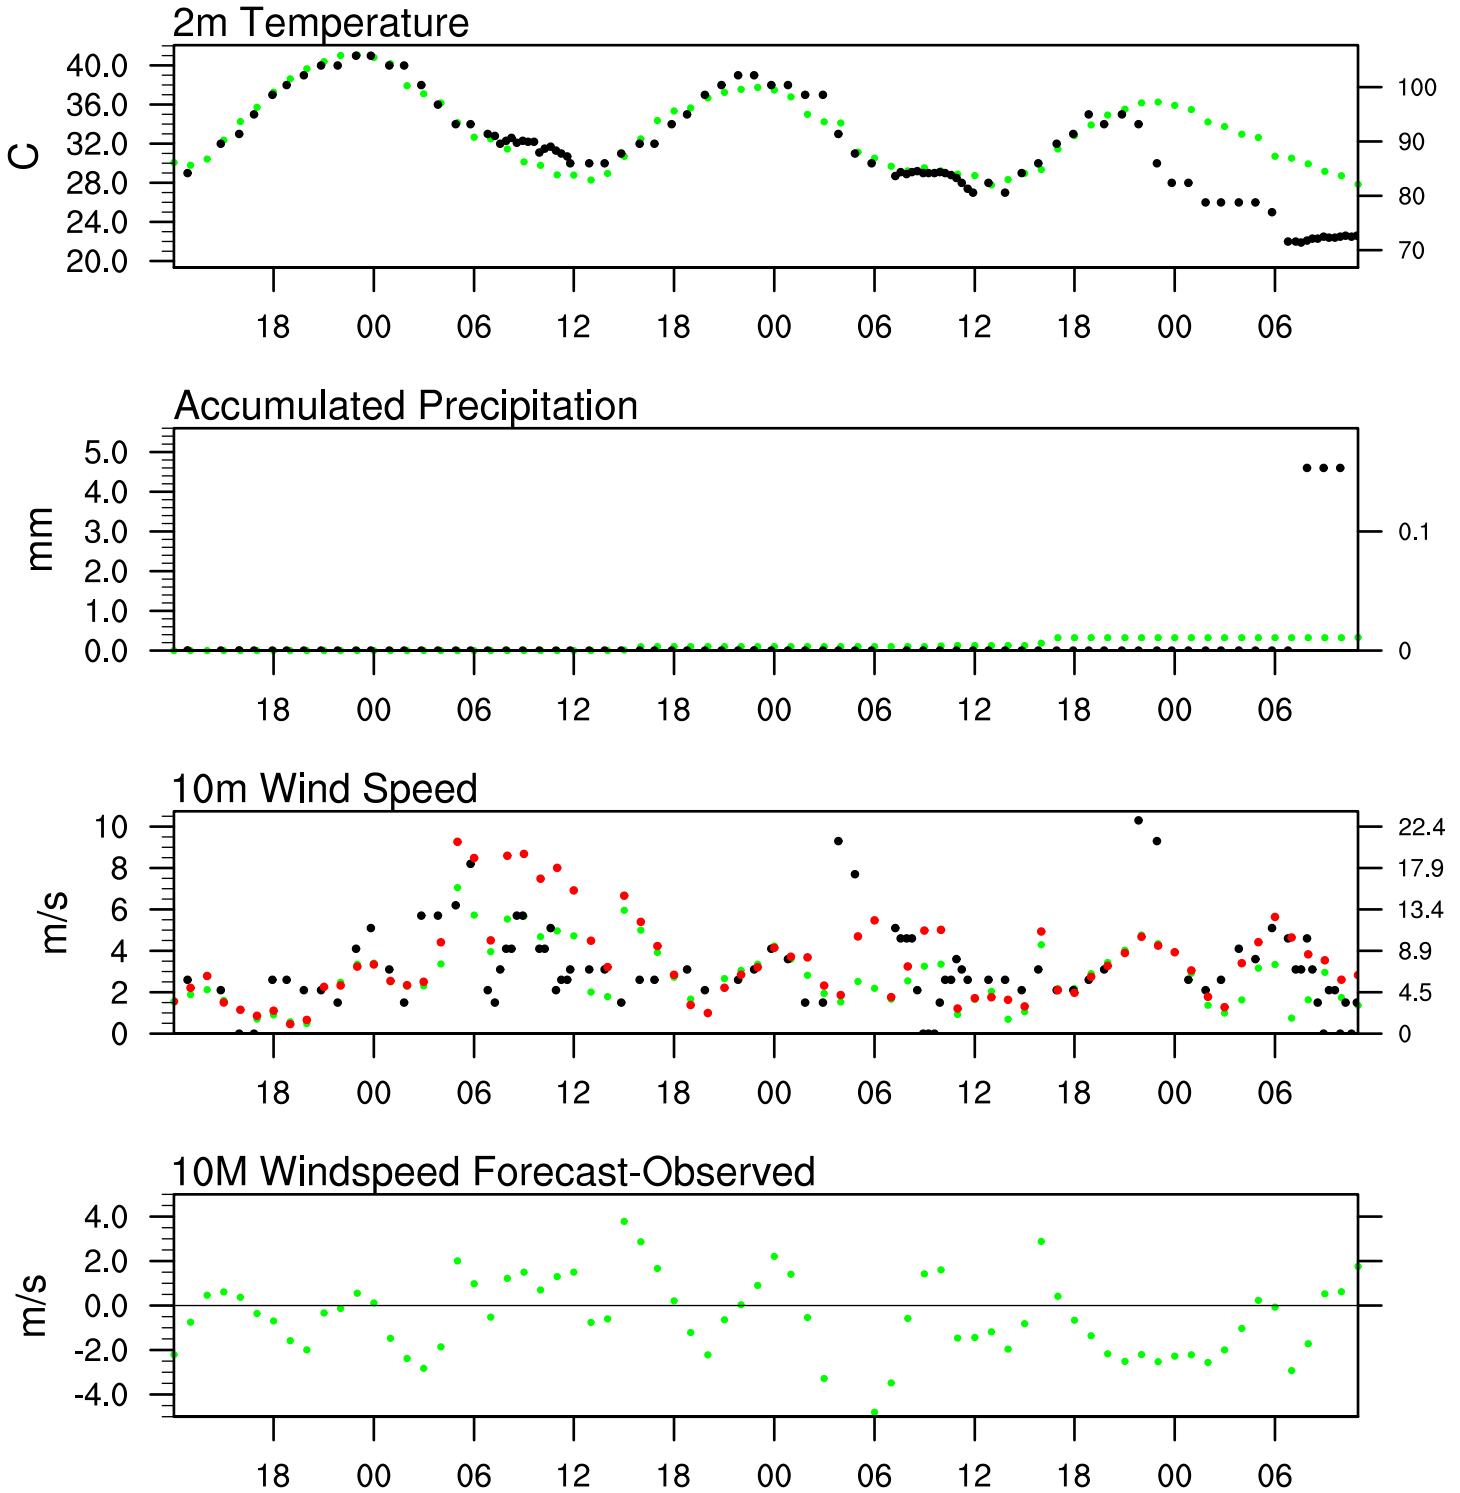 2m Temperature
C
40.0
36.0
32.0
28.0
24.0
20.0
100
90
80
70
18 00 06 12 18 00 06 12 18 00 06
Accumulated Precipitation
mm
5.0
4.0
3.0
2.0
1.0
0.0
0.1
0
18 00 06 12 18 00 06 12 18 00 06
10m Wind Speed
m/s
10
8
6
4
2
0
22.4
17.9
13.4
8.9
4.5
0
18 00 06 12 18 00 06 12 18 00 06
10M Windspeed Forecast-Observed
m/s
4.0
2.0
0.0
-2.0
-4.0
18 00 06 12 18 00 06 12 18 00 06